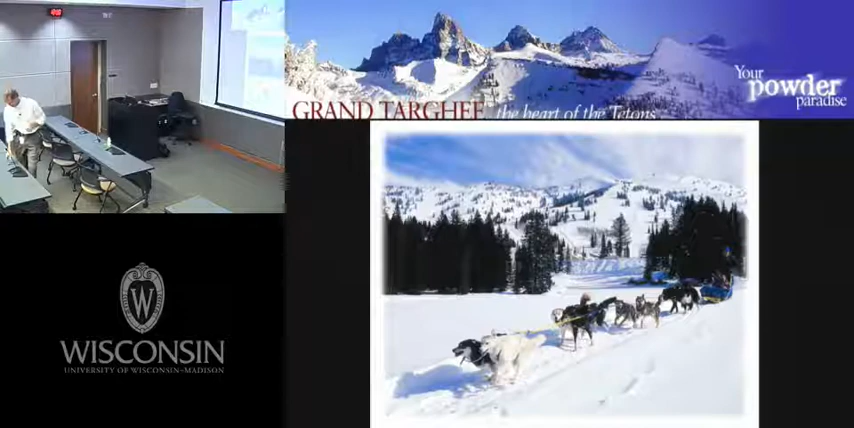 GRAND TARGHEE the heart of the Tetons
Your
powder
paradise
W
WISCONSIN
UNIVERSITY OF WISCONSIN–MADISON